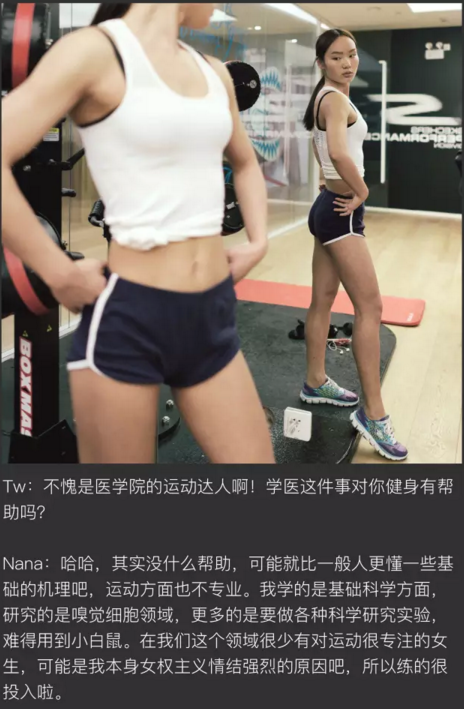 SKECHERS
PERFORMANCE
DIVISION
BOXMA
Tw：不愧是医学院的运动达人啊！学医这件事对你健身有帮
助吗？
Nana：哈哈，其实没什么帮助，可能就比一般人更懂一些基
础的机理吧，运动方面也不专业。我学的是基础科学方面，
研究的是嗅觉细胞领域，更多的是要做各种科学研究实验，
难得用到小白鼠。在我们这个领域很少有对运动很专注的女
生，可能是我本身女权主义情结强烈的原因吧，所以练的很
投入啦。